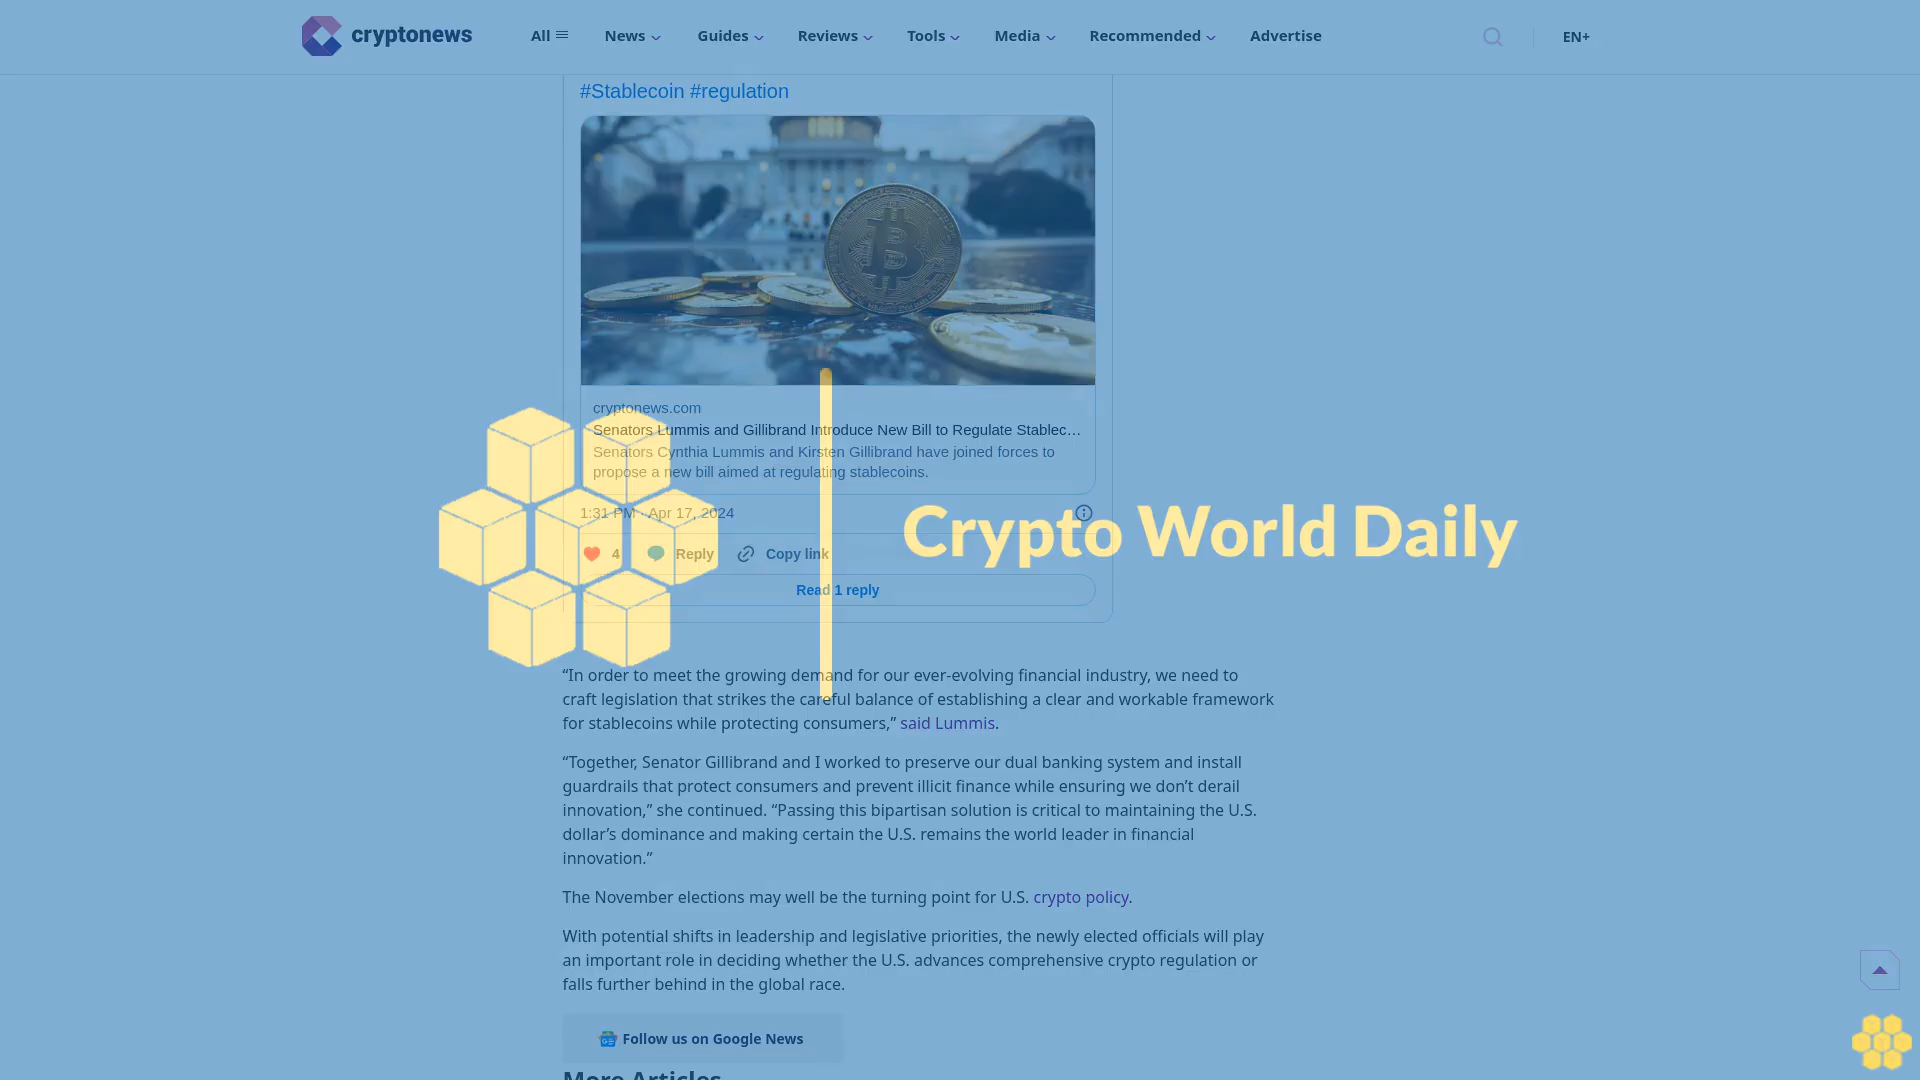 cryptonews
All
News
Guides
Reviews
Tools
Media
Recommended
Advertise
EN+
#Stablecoin #regulation
cryptonews.com
Senators Lummis and Gillibrand Introduce New Bill to Regulate Stablec…
Senators Cynthia Lummis and Kirsten Gillibrand have joined forces to
propose a new bill aimed at regulating stablecoins.
1:31 PM · Apr 17, 2024
4
Reply
Copy link
Read 1 reply
Crypto World Daily
“In order to meet the growing demand for our ever-evolving financial industry, we need to
craft legislation that strikes the careful balance of establishing a clear and workable framework
for stablecoins while protecting consumers,” said Lummis.
“Together, Senator Gillibrand and I worked to preserve our dual banking system and install
guardrails that protect consumers and prevent illicit finance while ensuring we don’t derail
innovation,” she continued. “Passing this bipartisan solution is critical to maintaining the U.S.
dollar’s dominance and making certain the U.S. remains the world leader in financial
innovation.”
The November elections may well be the turning point for U.S. crypto policy.
With potential shifts in leadership and legislative priorities, the newly elected officials will play
an important role in deciding whether the U.S. advances comprehensive crypto regulation or
falls further behind in the global race.
Follow us on Google News
More Articles